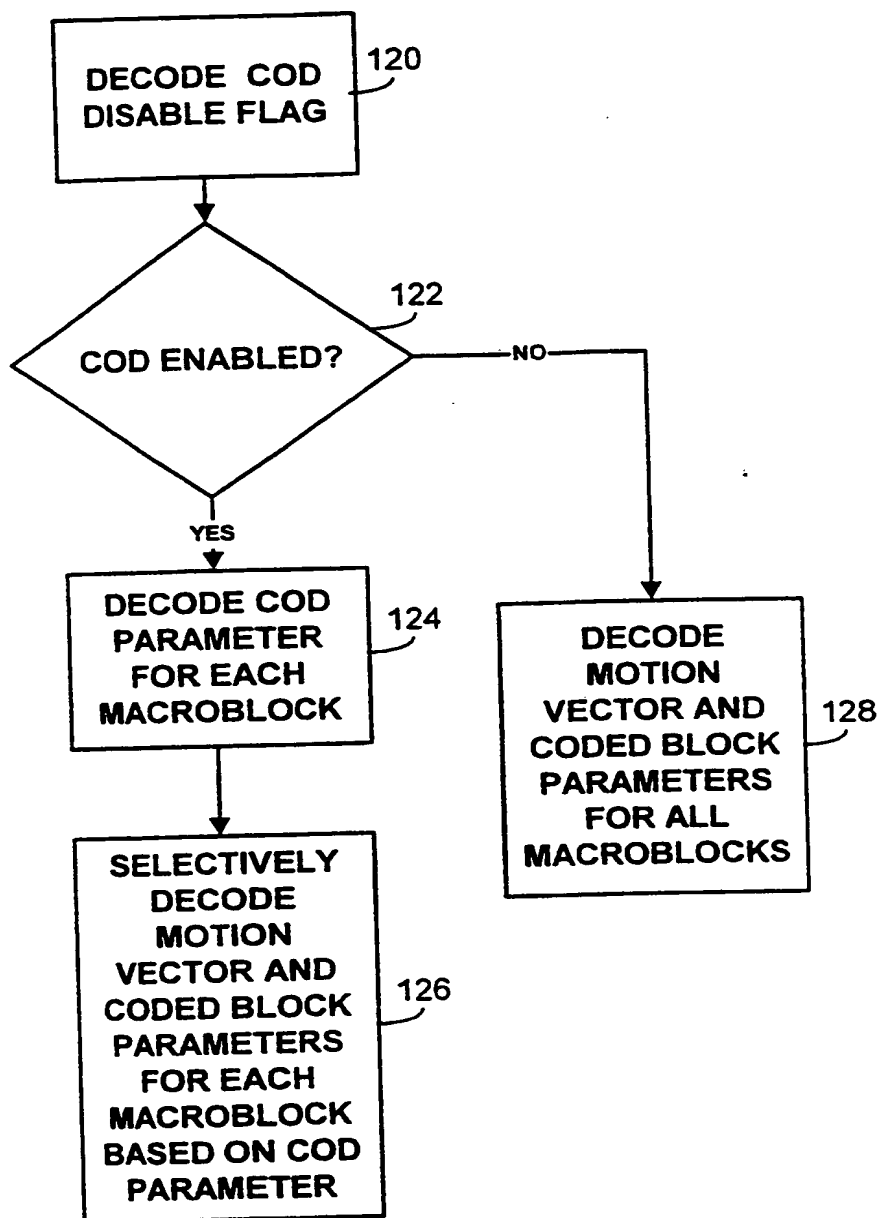 DECODE COD
DISABLE FLAG
120
122
COD ENABLED?
NO
YES
DECODE COD
PARAMETER
FOR EACH
MACROBLOCK
124
DECODE
MOTION
VECTOR AND
CODED BLOCK
PARAMETERS
FOR ALL
MACROBLOCKS
128
SELECTIVELY
DECODE
MOTION
VECTOR AND
CODED BLOCK
PARAMETERS
FOR EACH
MACROBLOCK
BASED ON COD
PARAMETER
126